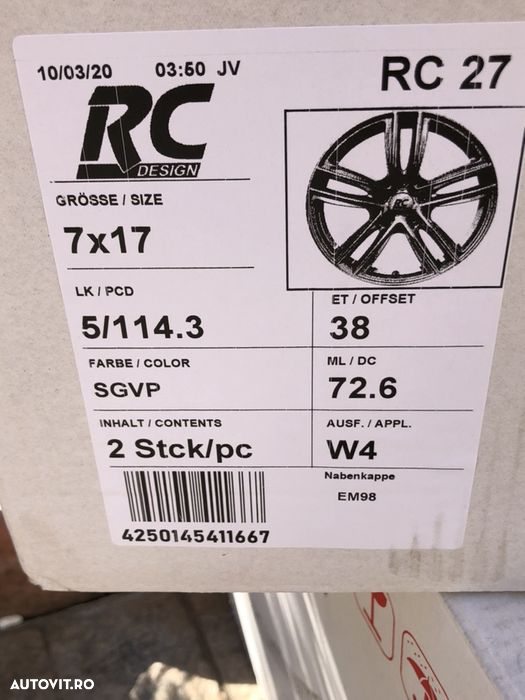 10/03/20 03:50 JV
RC 27
RC
DESIGN
GRÖSSE / SIZE
7x17
LK / PCD
5/114.3
ET / OFFSET
38
FARBE / COLOR
SGVP
ML / DC
72.6
INHALT / CONTENTS
2 Stck/pc
AUSF. / APPL.
W4
Nabenkappe
EM98
4250145411667
AUTOVIT.RO